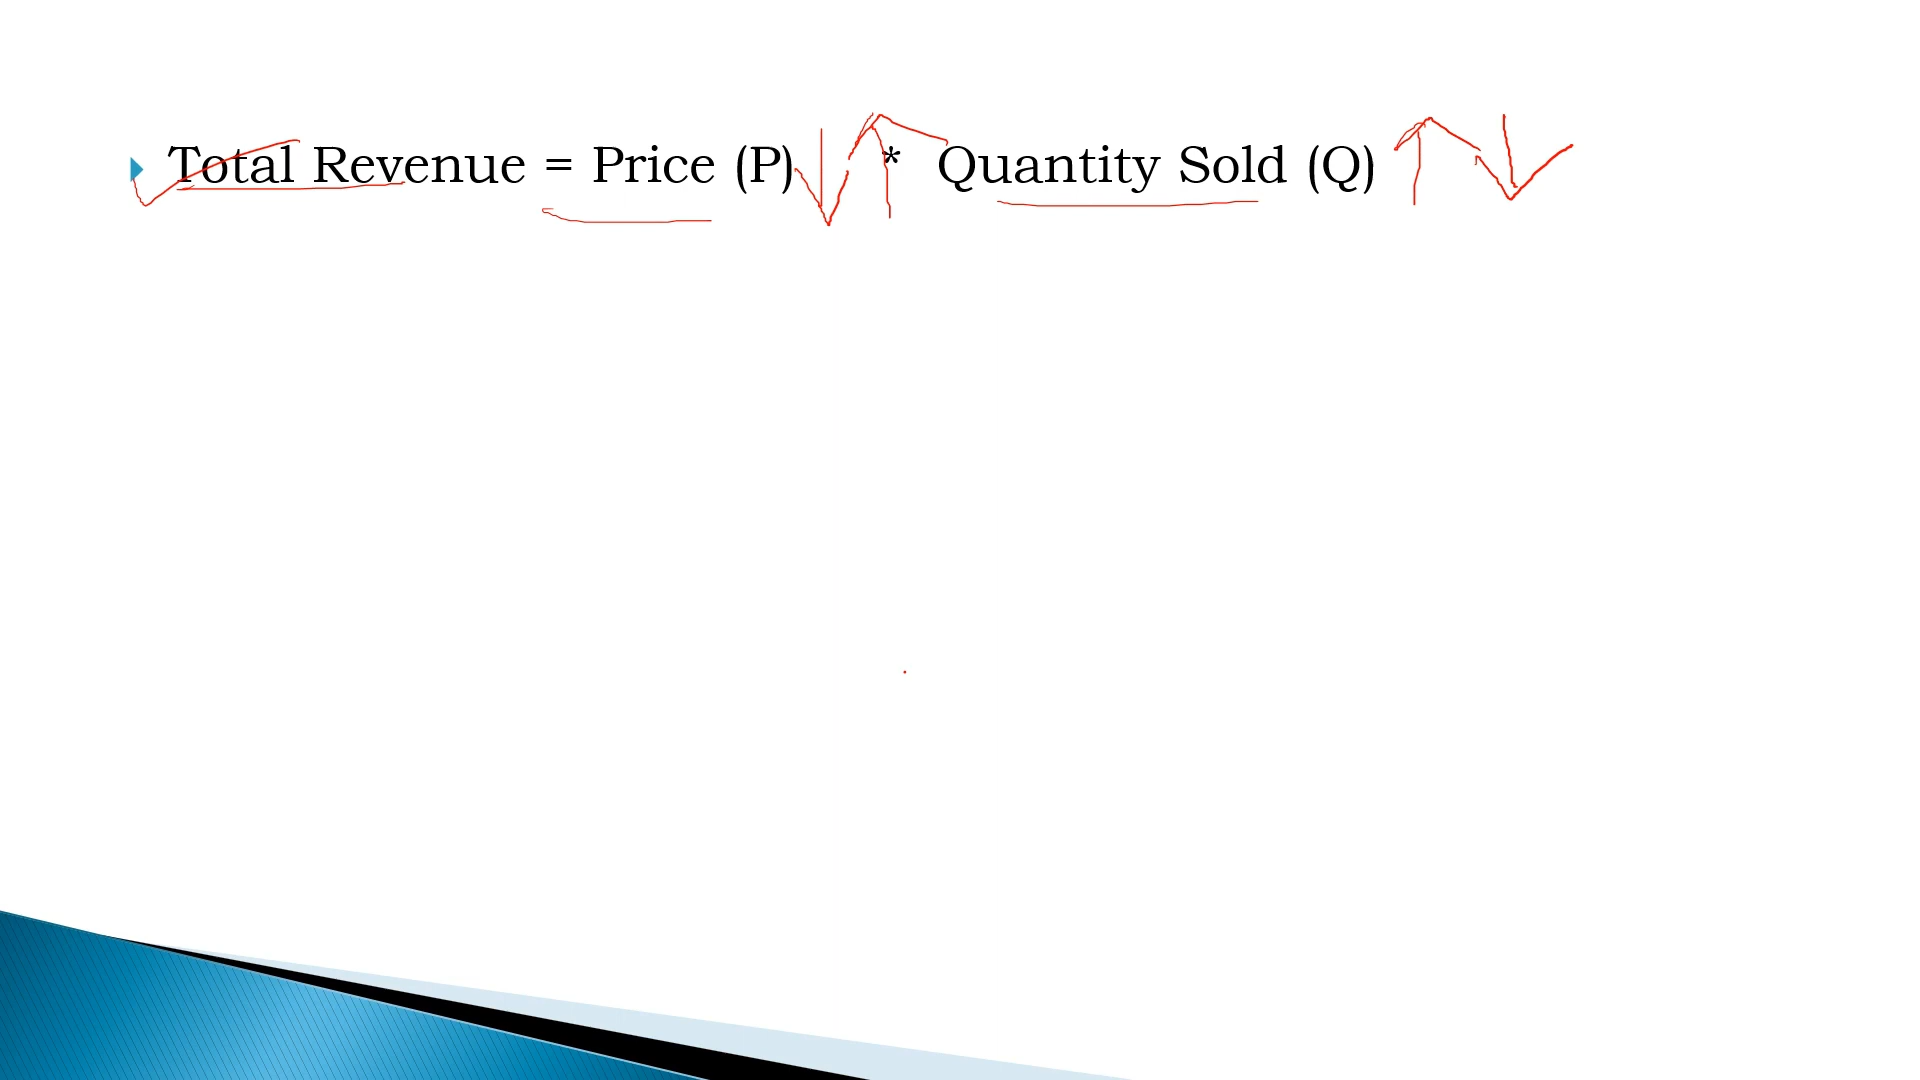 Total Revenue = Price (P) * Quantity Sold (Q)